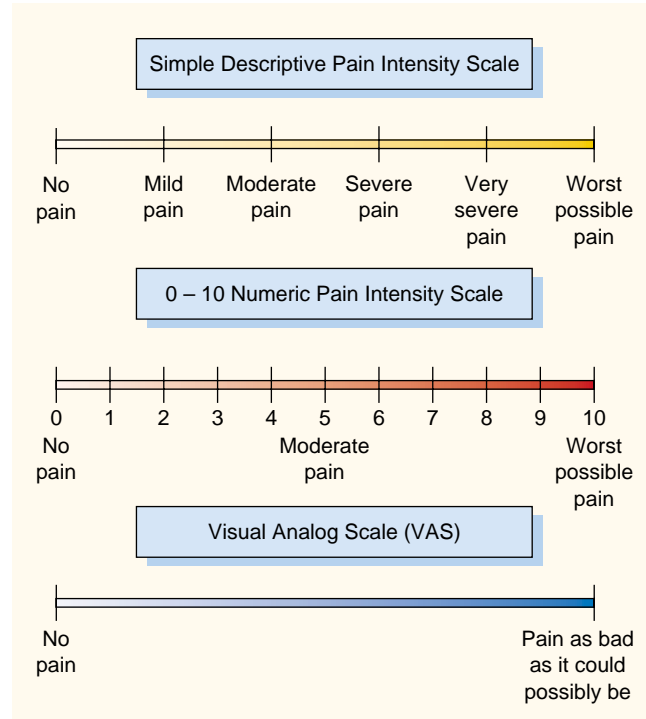 Simple Descriptive Pain Intensity Scale
No pain
Mild pain
Moderate pain
Severe pain
Very severe pain
Worst possible pain
0 – 10 Numeric Pain Intensity Scale
0 1 2 3 4 5 6 7 8 9 10
No pain
Moderate pain
Worst possible pain
Visual Analog Scale (VAS)
No pain
Pain as bad as it could possibly be